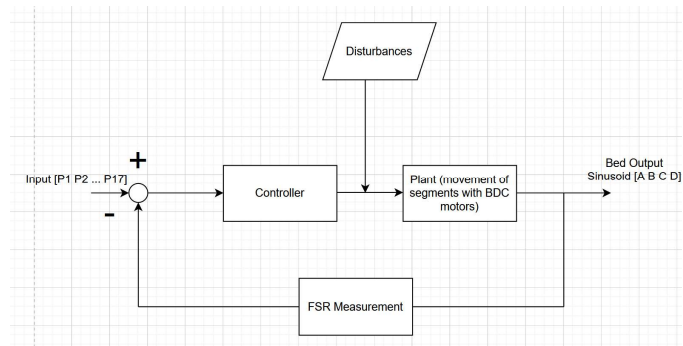 Disturbances
+
Input [P1 P2 ... P17]
-
Controller
Plant (movement of
segments with BDC
motors)
Bed Output
Sinusoid [A B C D]
FSR Measurement